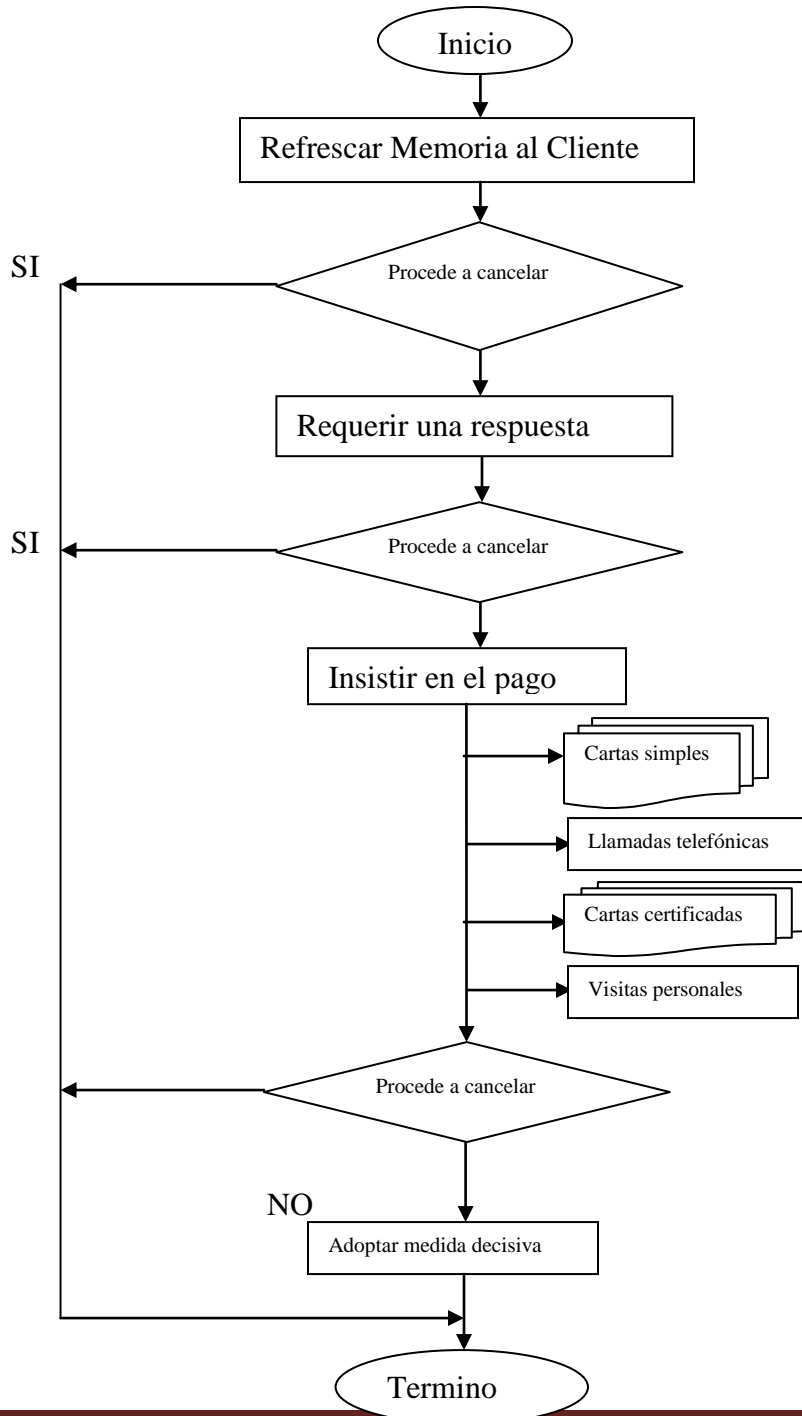 Inicio
Refrescar Memoria al Cliente
SI
Procede a cancelar
Requerir una respuesta
SI
Procede a cancelar
Insistir en el pago
Cartas simples
Llamadas telefónicas
Cartas certificadas
Visitas personales
Procede a cancelar
NO
Adoptar medida decisiva
Termino